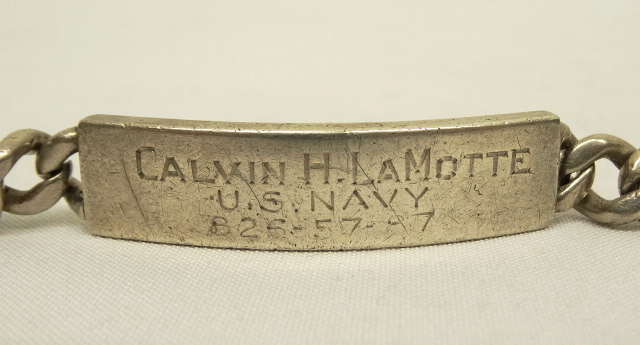 CALVIN H. LAMOTTE
U.S. NAVY